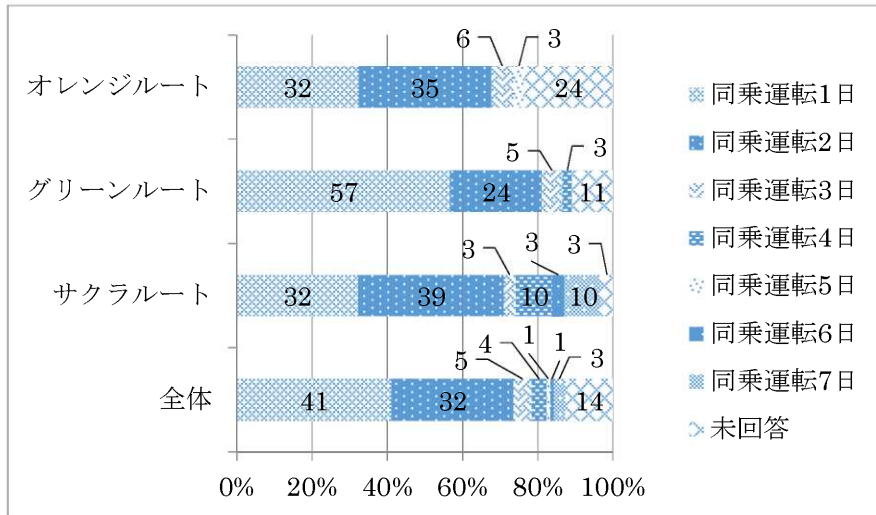 6 3
オレンジルート 32 35 24
5 3
グリーンルート 57 24 11
3 3 3
サクラルート 32 39 10 10
5 4 1 1 3
全体 41 32 14
0% 20% 40% 60% 80% 100%
同乗運転1日
同乗運転2日
同乗運転3日
同乗運転4日
同乗運転5日
同乗運転6日
同乗運転7日
未回答